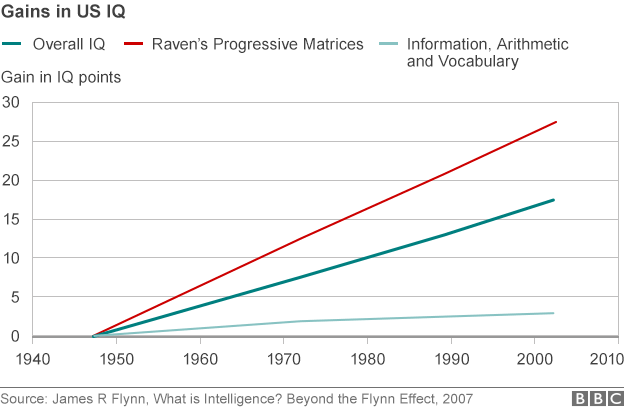 Gains in US IQ
Overall IQ
Raven's Progressive Matrices
Information, Arithmetic
and Vocabulary
Gain in IQ points
30
25
20
15
10
5
0
1940 1950 1960 1970 1980 1990 2000 2010
Source: James R Flynn, What is Intelligence? Beyond the Flynn Effect, 2007
BBC